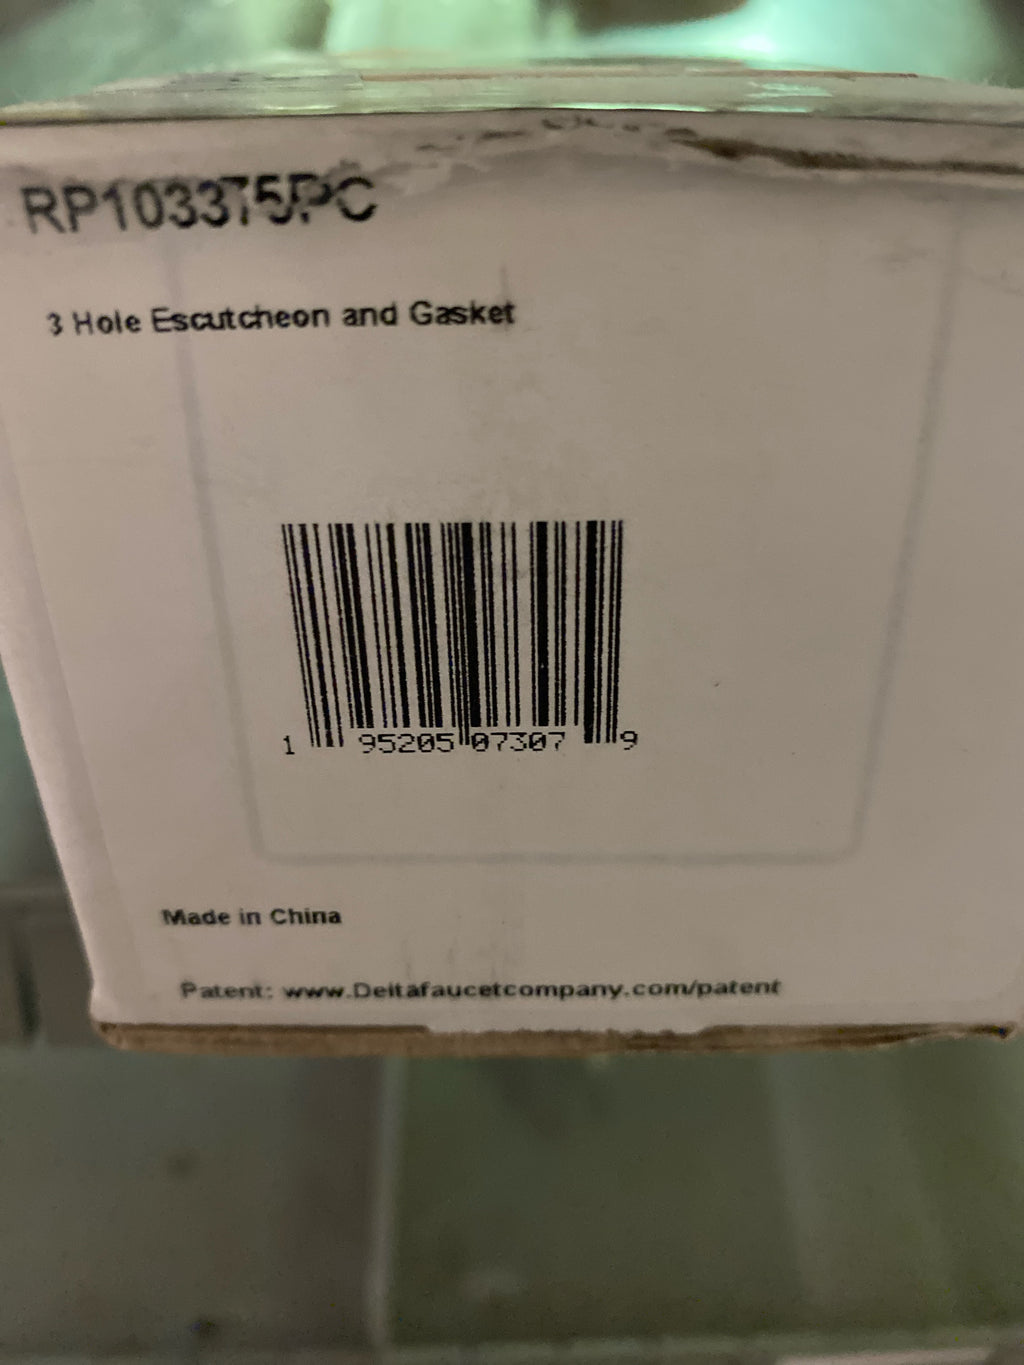 RP103375PC
3 Hole Escutcheon and Gasket
1 95205 07307 9
Made in China
Patent: www.Deltafaucetcompany.com/patent